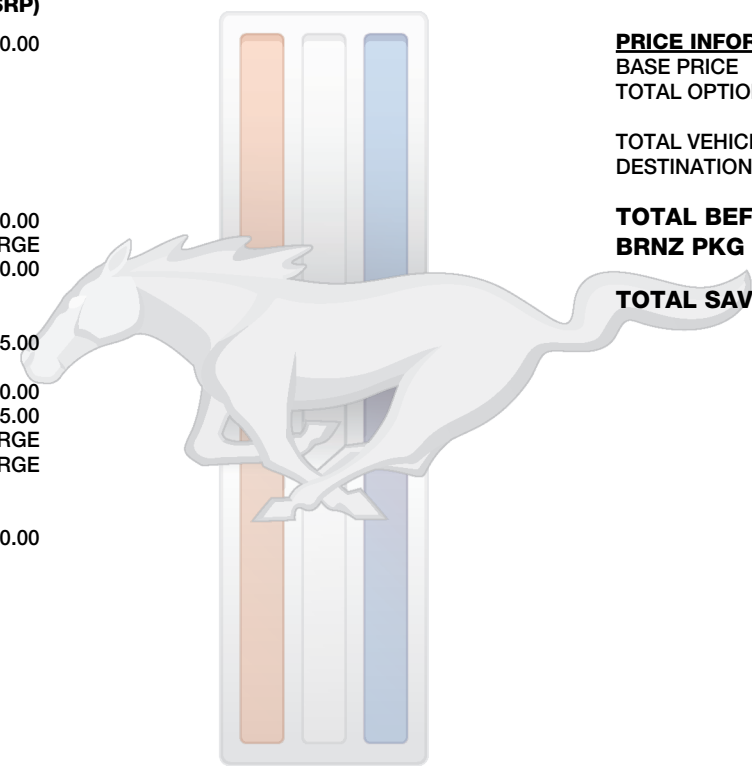 SRP)
0.00
0.00
RGE
0.00
5.00
0.00
5.00
RGE
RGE
0.00
PRICE INFOR
BASE PRICE
TOTAL OPTIO
TOTAL VEHICL
DESTINATION
TOTAL BEF
BRNZ PKG
TOTAL SAV